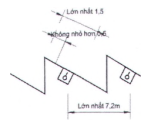 Lớn nhất 1,5
Không nhỏ hơn 0,6
Lớn nhất 7,2m